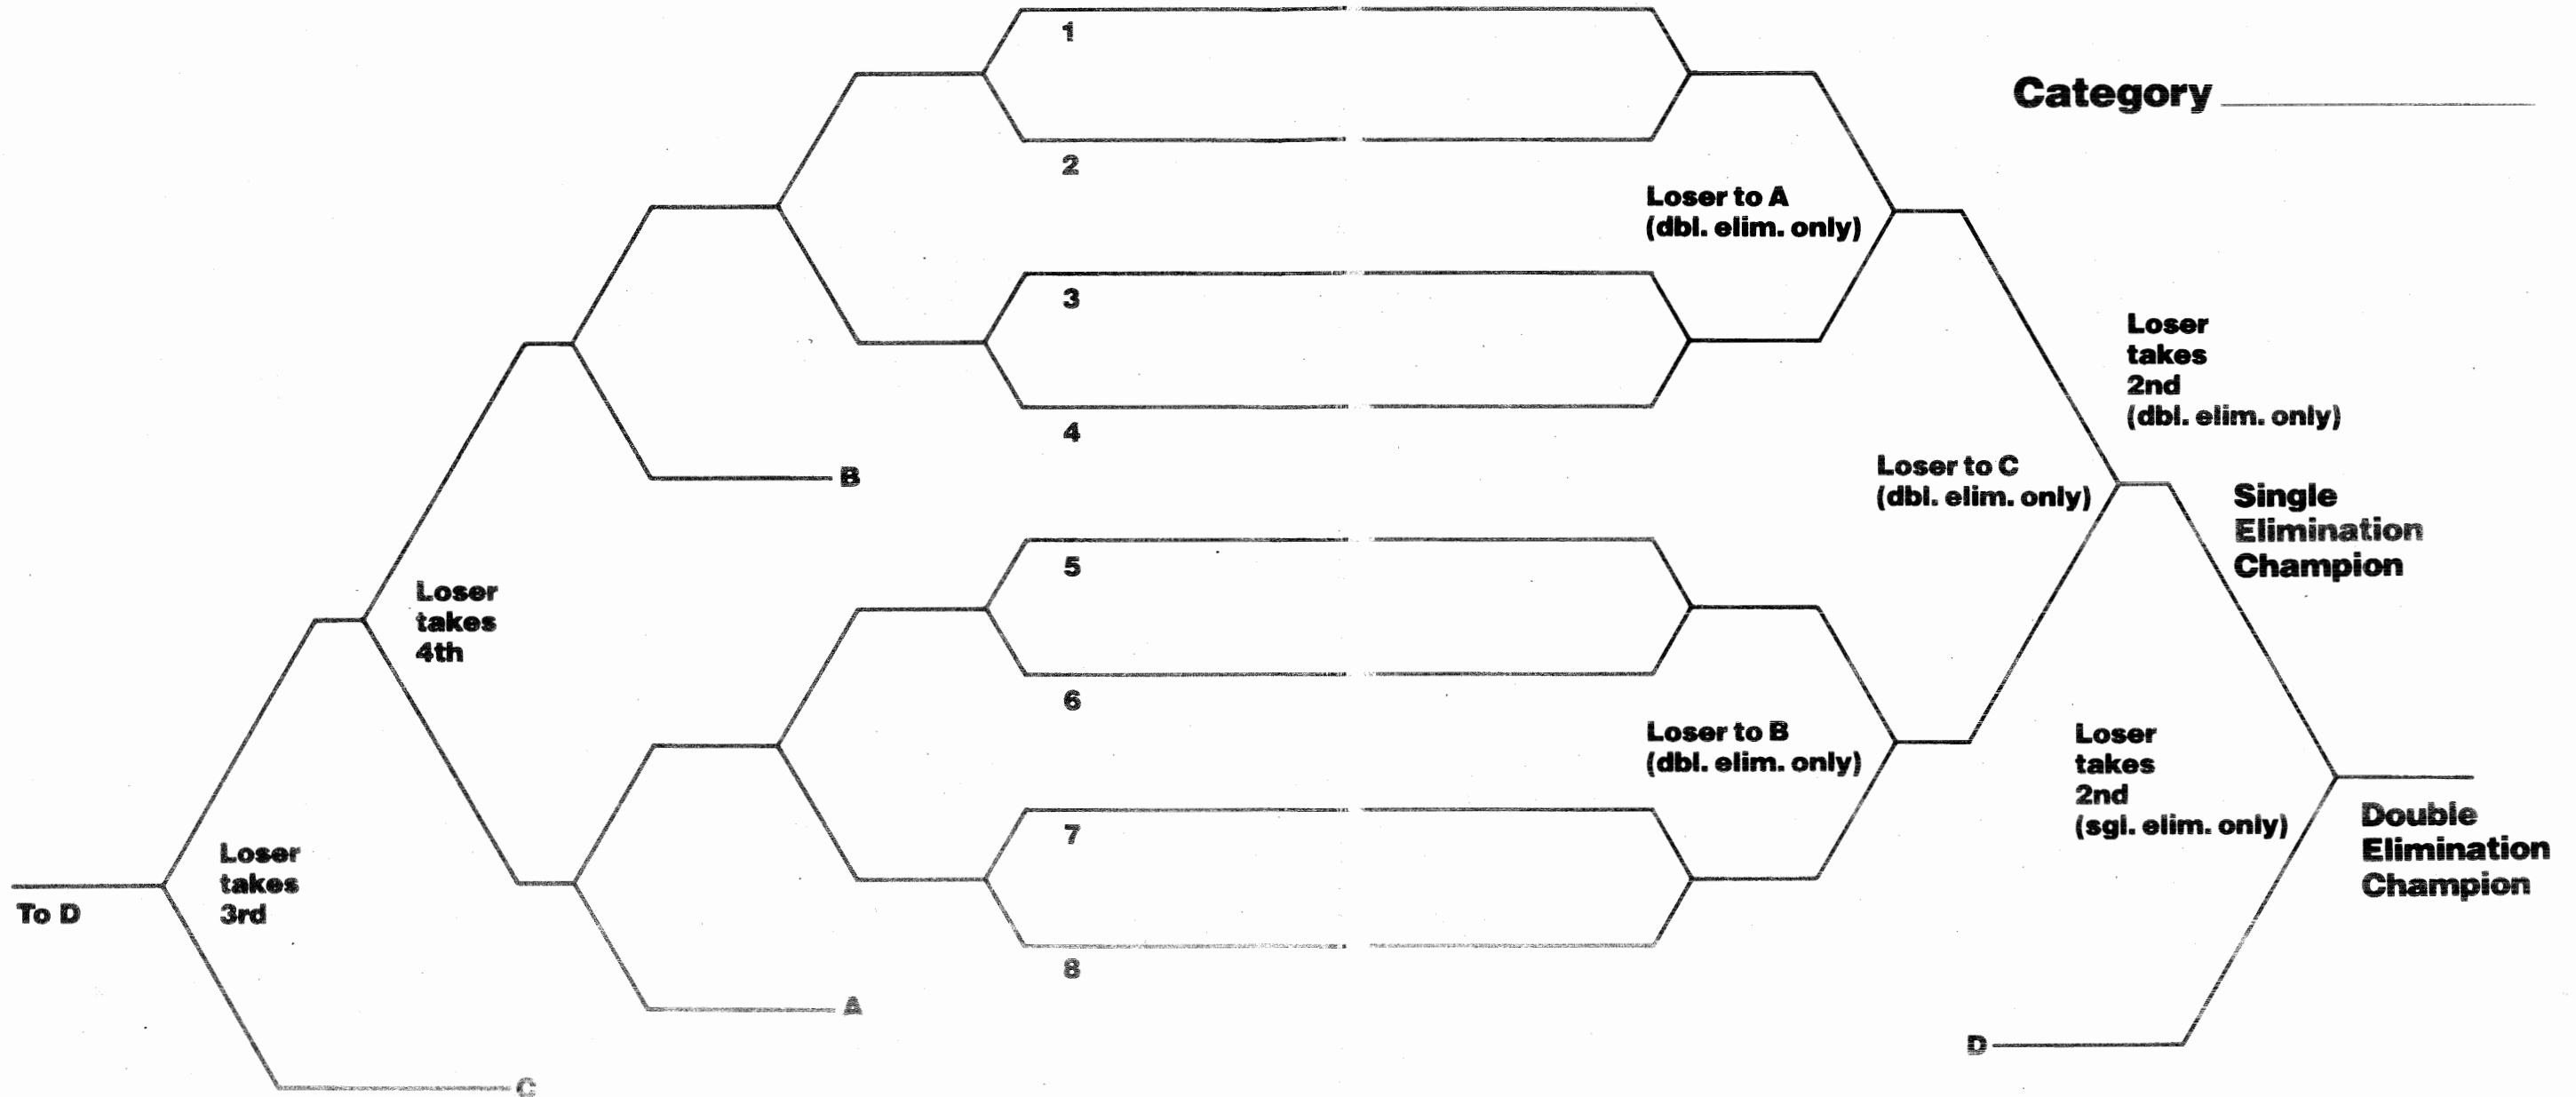 1
Category
2
Loser to A
(dbl. elim. only)
3
Loser
takes
2nd
(dbl. elim. only)
4
B
Loser to C
(dbl. elim. only)
Single
Elimination
Champion
5
Loser
takes
4th
6
Loser to B
(dbl. elim. only)
Loser
takes
2nd
(sgl. elim. only)
7
Double
Elimination
Champion
Loser
takes
3rd
To D
8
A
D
C